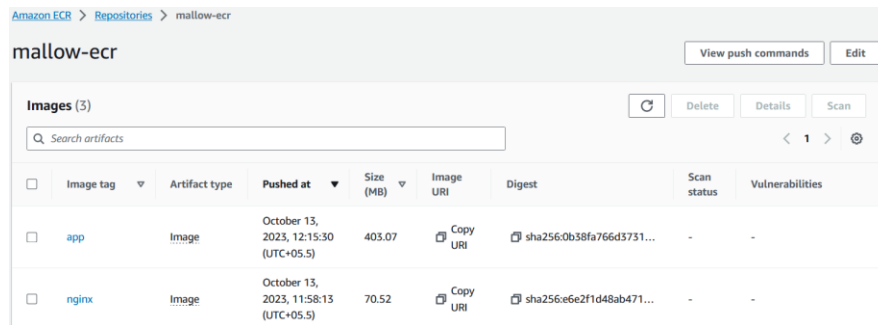 Amazon ECR > Repositories > mallow-ecr
mallow-ecr
View push commands
Edit
Images (3)
Delete
Details
Scan
Search artifacts
< 1 >
Image tag
Artifact type
Pushed at
Size
(MB)
Image
URI
Digest
Scan
status
Vulnerabilities
app
Image
October 13,
2023, 12:15:30
(UTC+05.5)
403.07
Copy
URI
sha256:0b38fa766d3731...
-
-
nginx
Image
October 13,
2023, 11:58:13
(UTC+05.5)
70.52
Copy
URI
sha256:e6e2f1d48ab471...
-
-